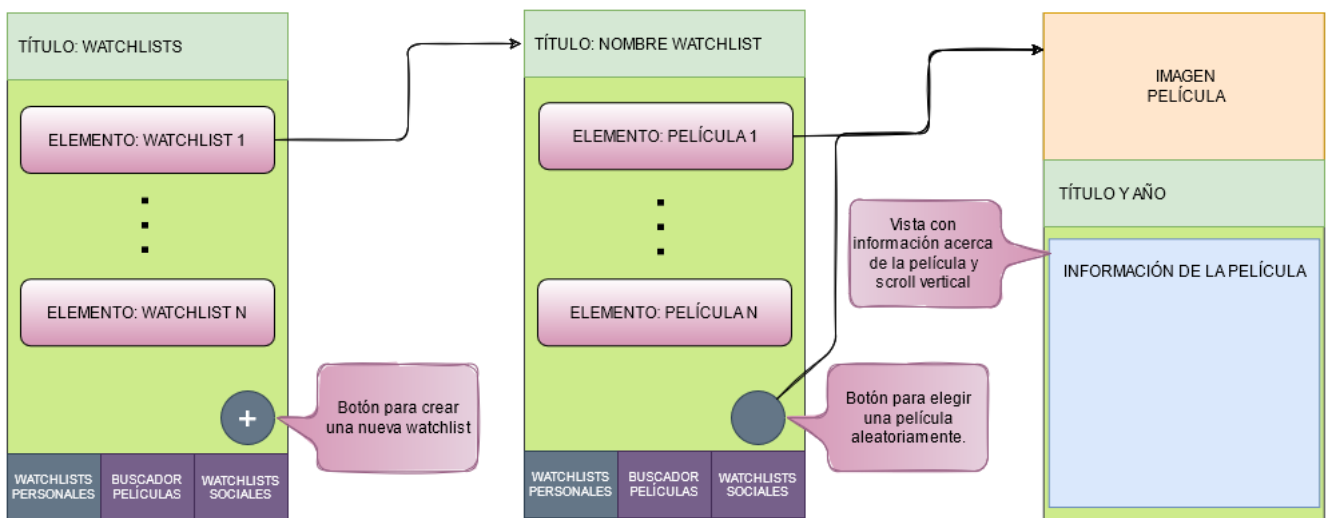 TÍTULO: WATCHLISTS
ELEMENTO: WATCHLIST 1
ELEMENTO: WATCHLIST N
+
Botón para crear
una nueva watchlist
WATCHLISTS
PERSONALES
BUSCADOR
PELÍCULAS
WATCHLISTS
SOCIALES
TÍTULO: NOMBRE WATCHLIST
ELEMENTO: PELÍCULA 1
ELEMENTO: PELÍCULA N
Botón para elegir
una película
aleatoriamente.
WATCHLISTS
PERSONALES
BUSCADOR
PELÍCULAS
WATCHLISTS
SOCIALES
IMAGEN
PELÍCULA
TÍTULO Y AÑO
Vista con
información acerca
de la película y
scroll vertical
INFORMACIÓN DE LA PELÍCULA